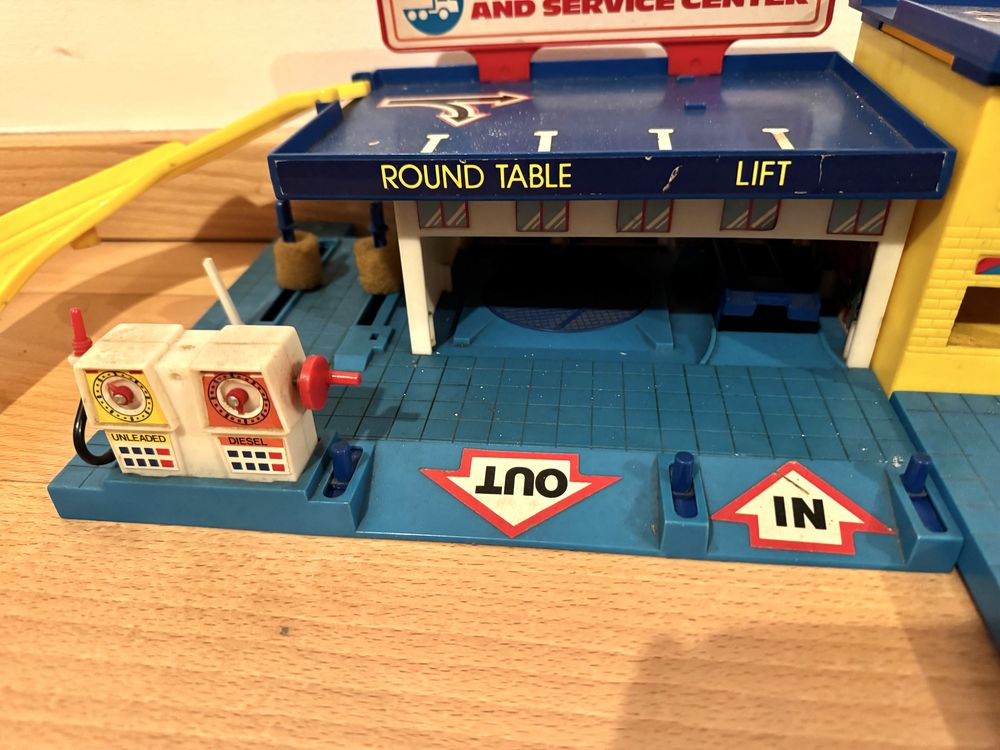 AND SERVICE CENTER
ROUND TABLE
LIFT
UNLEADED
DIESEL
OUT
IN